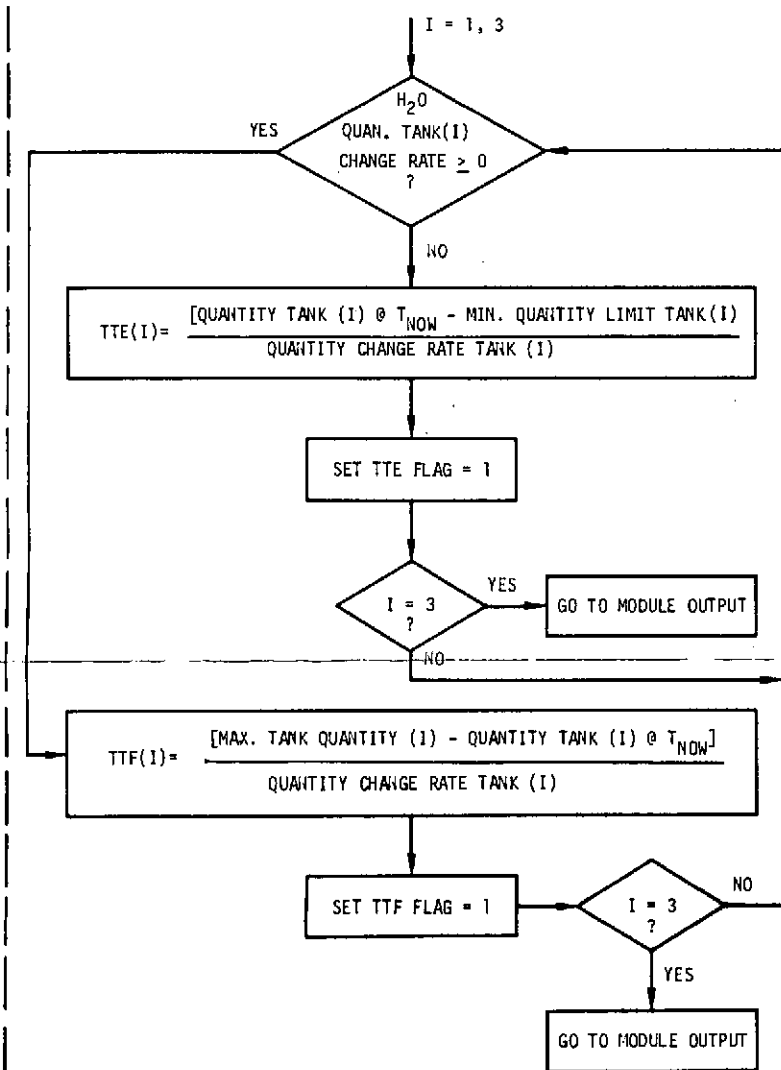 I = 1, 3
H₂O
QUAN. TANK(I)
CHANGE RATE ≥ 0
?
YES
NO
TTE(I)= [QUANTITY TANK (I) @ T_NOW - MIN. QUANTITY LIMIT TANK(I)
QUANTITY CHANGE RATE TANK (I)
SET TTE FLAG = 1
I = 3
?
YES
GO TO MODULE OUTPUT
NO
TTF(I)= [MAX. TANK QUANTITY (I) - QUANTITY TANK (I) @ T_NOW]
QUANTITY CHANGE RATE TANK (I)
SET TTF FLAG = 1
I = 3
?
NO
YES
GO TO MODULE OUTPUT